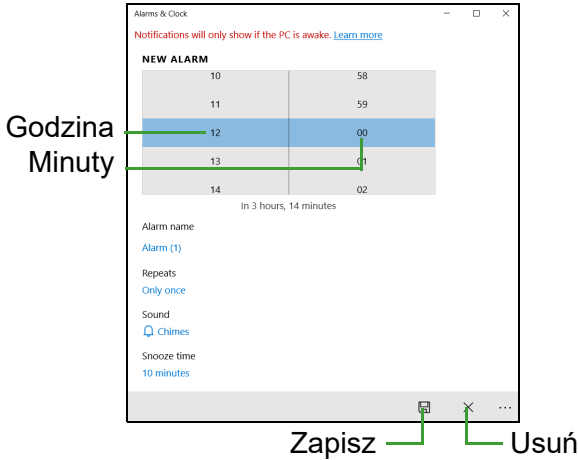 Alarms & Clock
Notifications will only show if the PC is awake. Learn more
NEW ALARM
10 58
11 59
Godzina 12 00
Minuty 13 01
14 02
In 3 hours, 14 minutes
Alarm name
Alarm (1)
Repeats
Only once
Sound
Chimes
Snooze time
10 minutes
Zapisz Usuń